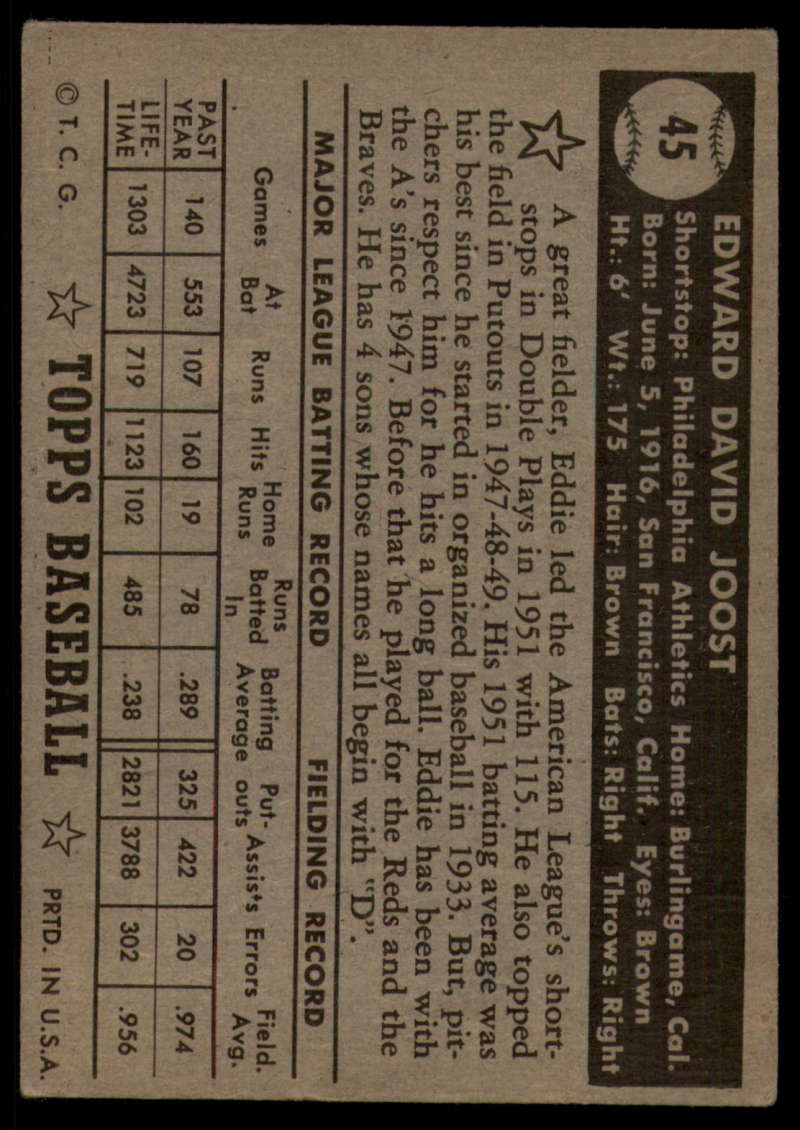 45
EDWARD DAVID JOOST
Shortstop: Philadelphia Athletics Home: Burlingame, Cal.
Born: June 5, 1916, San Francisco, Calif. Eyes: Brown
Ht.: 6' Wt.: 175 Hair: Brown Bats: Right Throws: Right
A great fielder, Eddie led the American League's short-
stops in Double Plays in 1951 with 115. He also topped
the field in Putouts in 1947-48-49. His 1951 batting average was
his best since he started in organized baseball in 1933. But, pit-
chers respect him for he hits a long ball. Eddie has been with
the A's since 1947. Before that he played for the Reds and the
Braves. He has 4 sons whose names all begin with "D".
MAJOR LEAGUE BATTING RECORD FIELDING RECORD
Games At Bat Runs Hits Home Runs Runs Batted In Batting Average Put-outs Assists Errors Field. Avg.
PAST YEAR 140 553 107 160 19 78 .289 325 422 20 .974
LIFE-TIME 1303 4723 719 1123 102 485 .238 2821 3788 302 .956
© T. C. G. TOPPS BASEBALL PRTD. IN U.S.A.